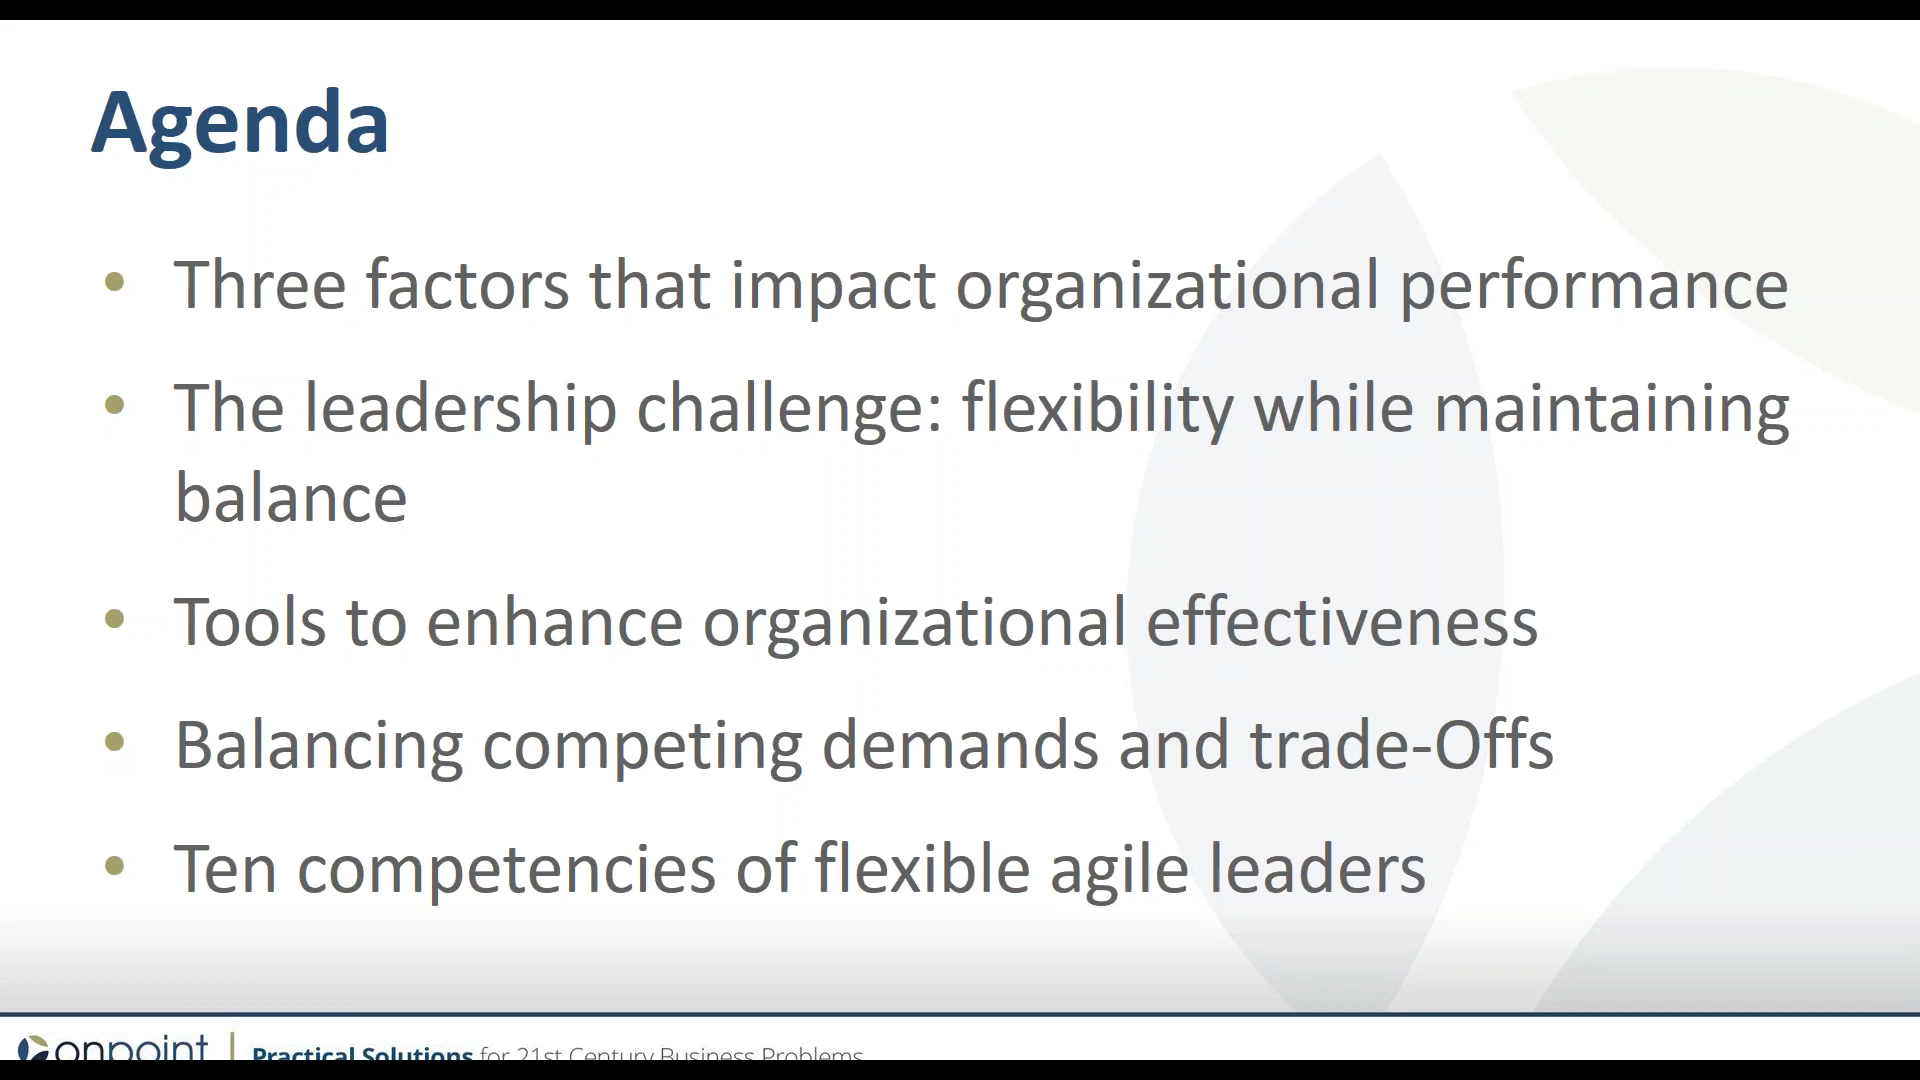 Agenda
• Three factors that impact organizational performance
• The leadership challenge: flexibility while maintaining
balance
• Tools to enhance organizational effectiveness
• Balancing competing demands and trade-Offs
• Ten competencies of flexible agile leaders
onpoint | Practical Solutions for 21st Century Business Problems